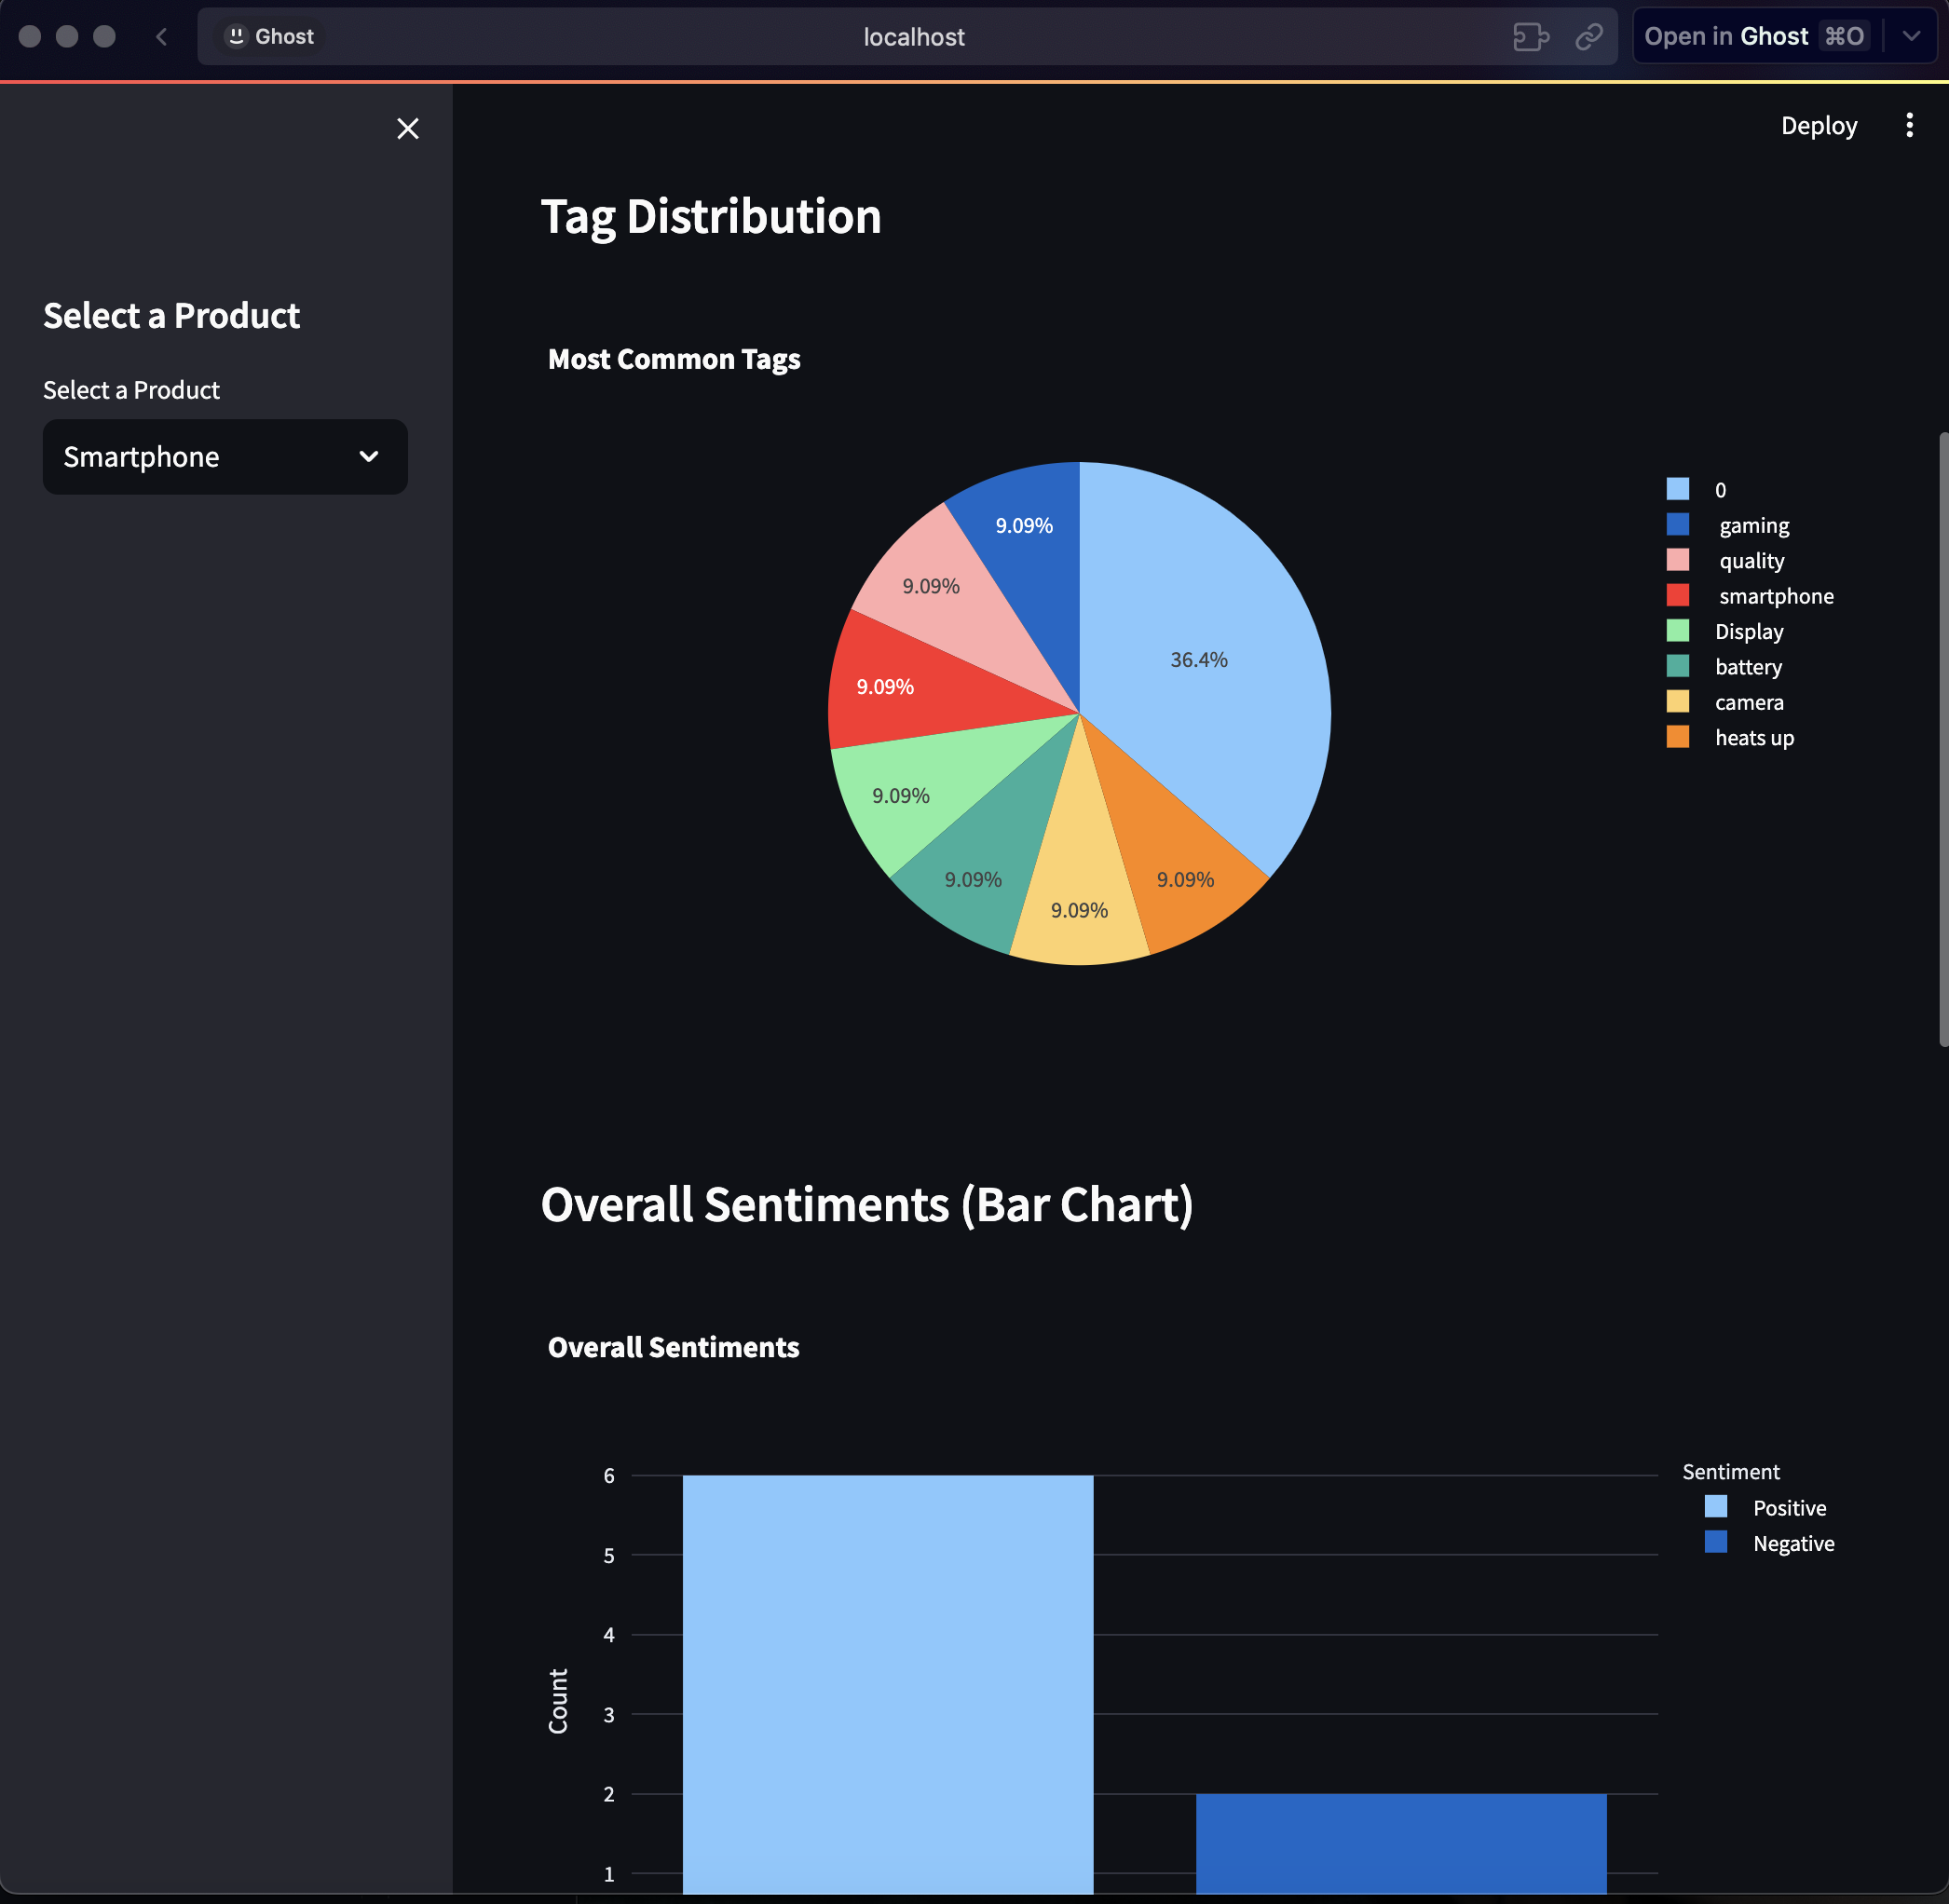 Ghost
localhost
Open in Ghost ⌘O
Deploy
Select a Product
Select a Product
Smartphone
Tag Distribution
Most Common Tags
9.09%
9.09%
36.4%
9.09%
9.09%
9.09%
9.09%
9.09%
0
gaming
quality
smartphone
Display
battery
camera
heats up
Overall Sentiments (Bar Chart)
Overall Sentiments
6
5
4
3
2
1
Count
Sentiment
Positive
Negative